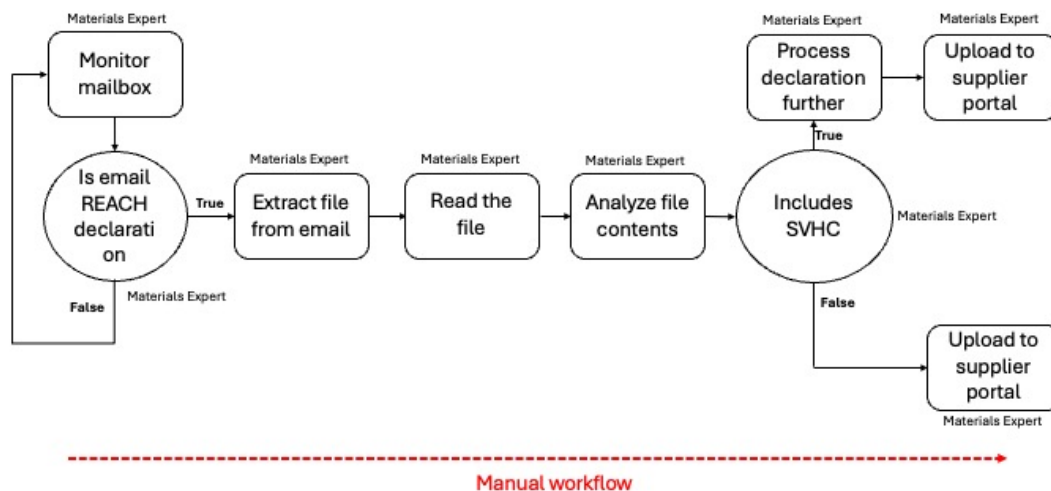 Materials Expert
Monitor
mailbox
Is email
REACH
declarati
on
Materials Expert
True
False
Materials Expert
Extract file
from email
Materials Expert
Read the
file
Materials Expert
Analyze file
contents
Includes
SVHC
Materials Expert
True
Materials Expert
Process
declaration
further
Materials Expert
Upload to
supplier
portal
False
Upload to
supplier
portal
Materials Expert
Manual workflow